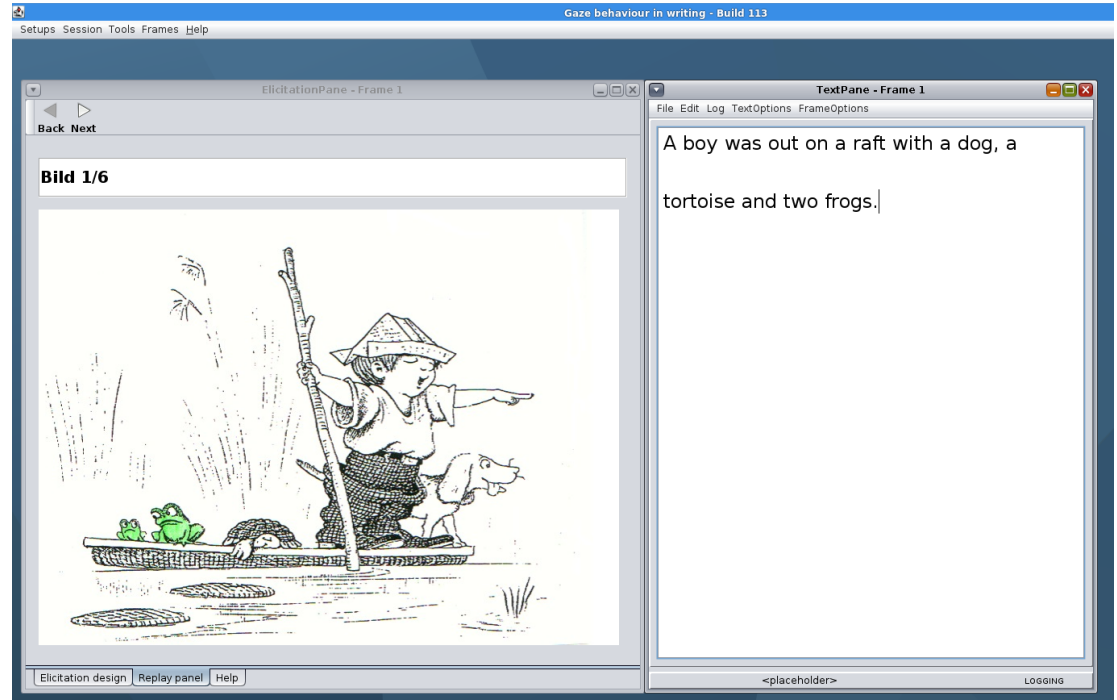 Gaze behaviour in writing - Build 113
Setups Session Tools Frames Help
ElicitationPane - Frame 1
Back Next
Bild 1/6
Elicitation design Replay panel Help
TextPane - Frame 1
File Edit Log TextOptions FrameOptions
A boy was out on a raft with a dog, a
tortoise and two frogs.
<placeholder> LOGGING